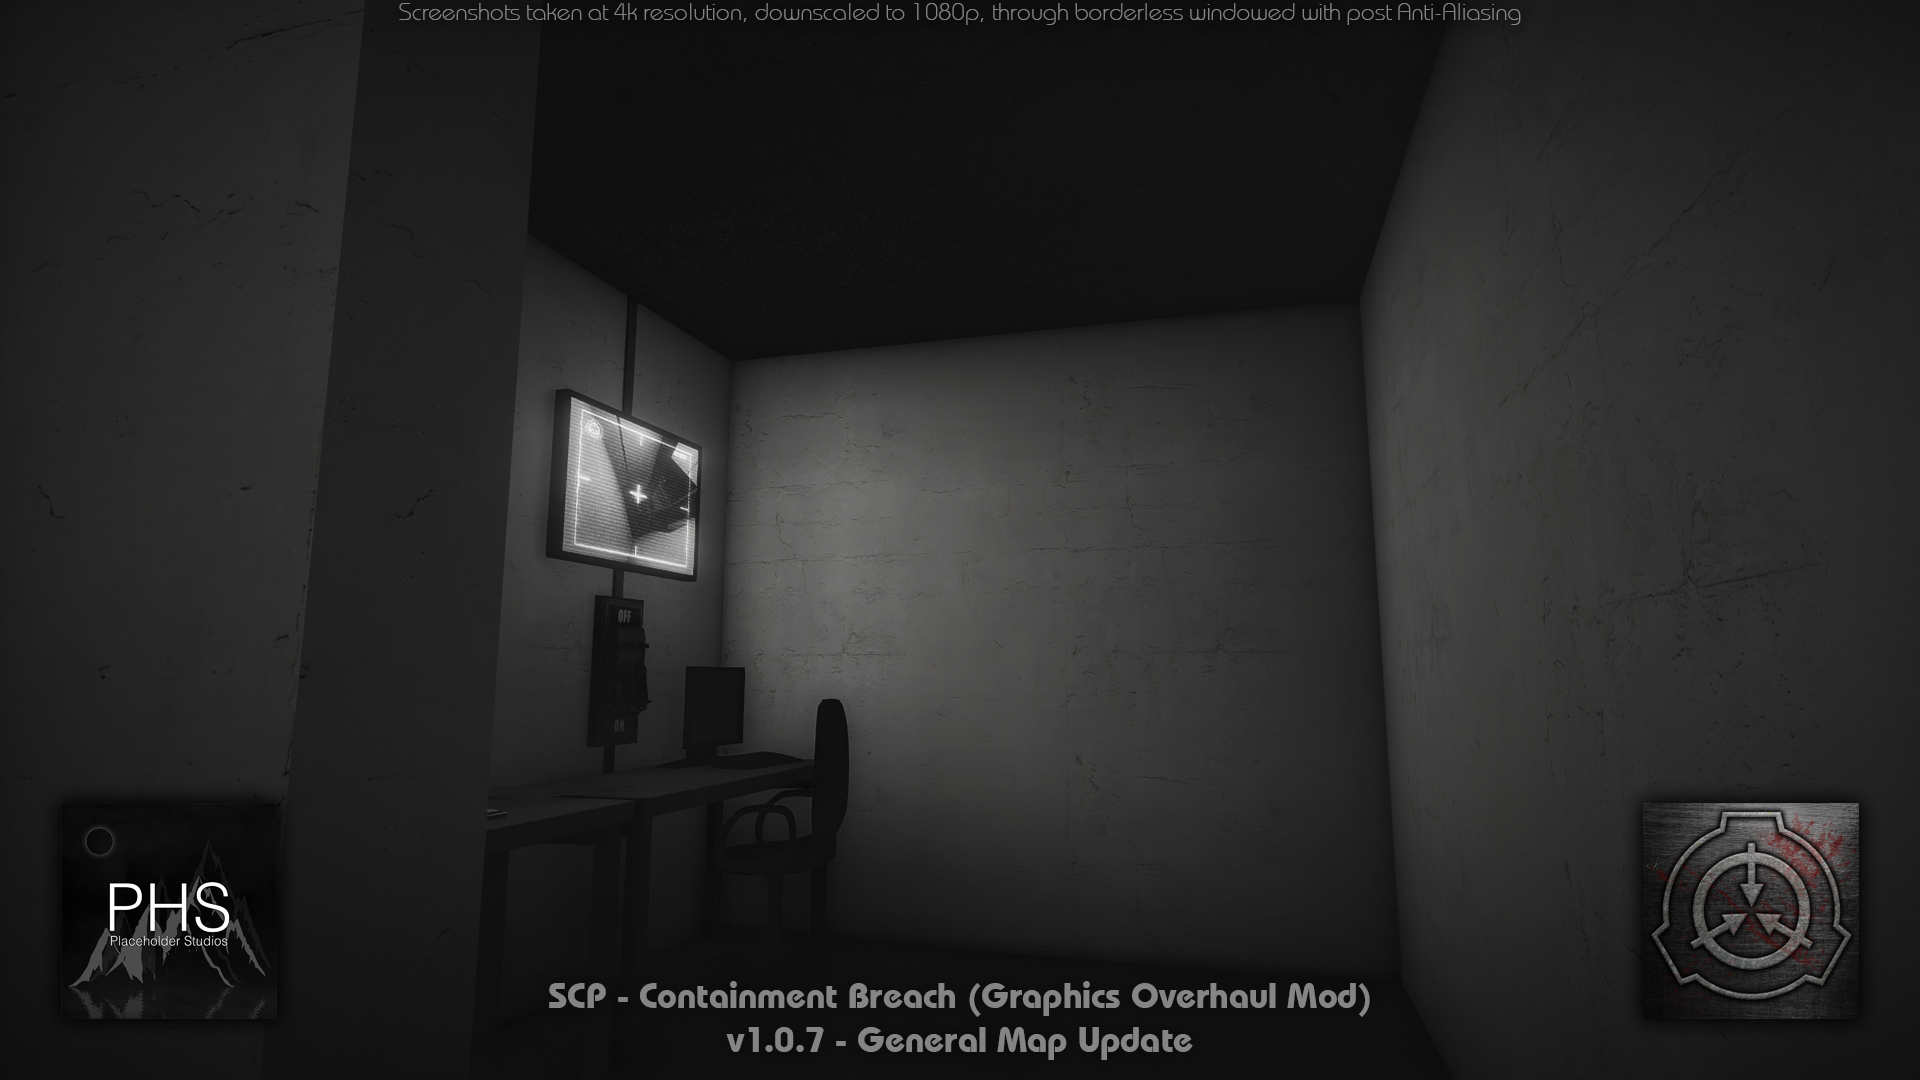 Screenshots taken at 4k resolution, downscaled to 1080p, through borderless windowed with post Anti-Aliasing
OFF
ON
PHS
Placeholder Studios
SCP - Containment Breach (Graphics Overhaul Mod)
v1.0.7 - General Map Update